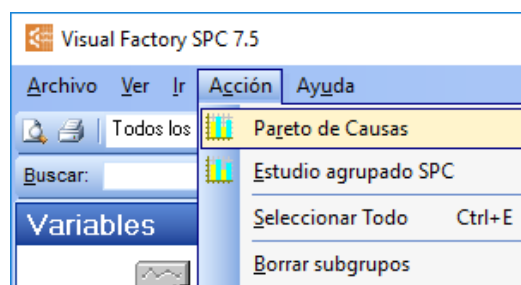 Visual Factory SPC 7.5
Archivo Ver Ir Acción Ayuda
Todos los
Pareto de Causas
Buscar:
Estudio agrupado SPC
Variables
Seleccionar Todo Ctrl+E
Borrar subgrupos